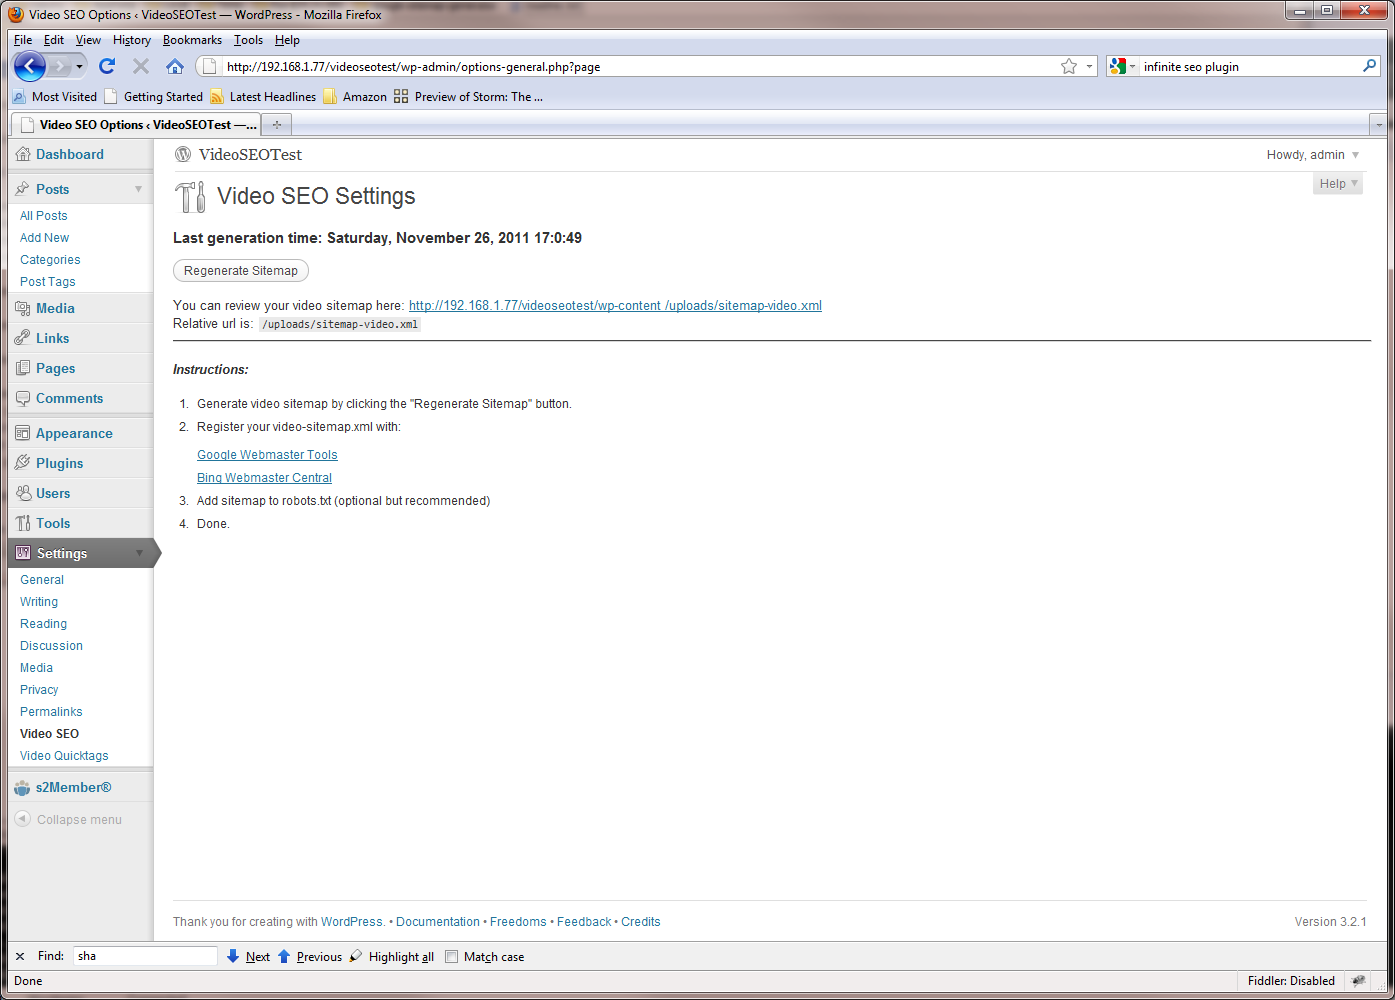 Video SEO Options ‹ VideoSEOTest — WordPress - Mozilla Firefox
File Edit View History Bookmarks Tools Help
http://192.168.1.77/videoseotest/wp-admin/options-general.php?page
infinite seo plugin
Most Visited Getting Started Latest Headlines Amazon Preview of Storm: The ...
Video SEO Options ‹ VideoSEOTest —...
Dashboard
Posts
All Posts
Add New
Categories
Post Tags
Media
Links
Pages
Comments
Appearance
Plugins
Users
Tools
Settings
General
Writing
Reading
Discussion
Media
Privacy
Permalinks
Video SEO
Video Quicktags
s2Member®
Collapse menu
VideoSEOTest
Howdy, admin
Help
Video SEO Settings
Last generation time: Saturday, November 26, 2011 17:0:49
Regenerate Sitemap
You can review your video sitemap here: http://192.168.1.77/videoseotest/wp-content /uploads/sitemap-video.xml
Relative url is: /uploads/sitemap-video.xml
Instructions:
1. Generate video sitemap by clicking the "Regenerate Sitemap" button.
2. Register your video-sitemap.xml with:
Google Webmaster Tools
Bing Webmaster Central
3. Add sitemap to robots.txt (optional but recommended)
4. Done.
Thank you for creating with WordPress. • Documentation • Freedoms • Feedback • Credits
Version 3.2.1
Find: sha Next Previous Highlight all Match case
Done
Fiddler: Disabled